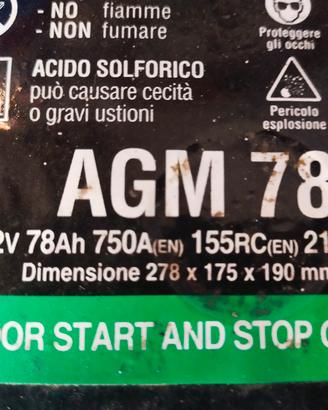 - NO fiamme
- NON fumare
Proteggere
gli occhi
ACIDO SOLFORICO
può causare cecità
o gravi ustioni
Pericolo
esplosione
AGM 78
2V 78Ah 750A(EN) 155RC(EN) 21
Dimensione 278 x 175 x 190 mm
OR START AND STOP